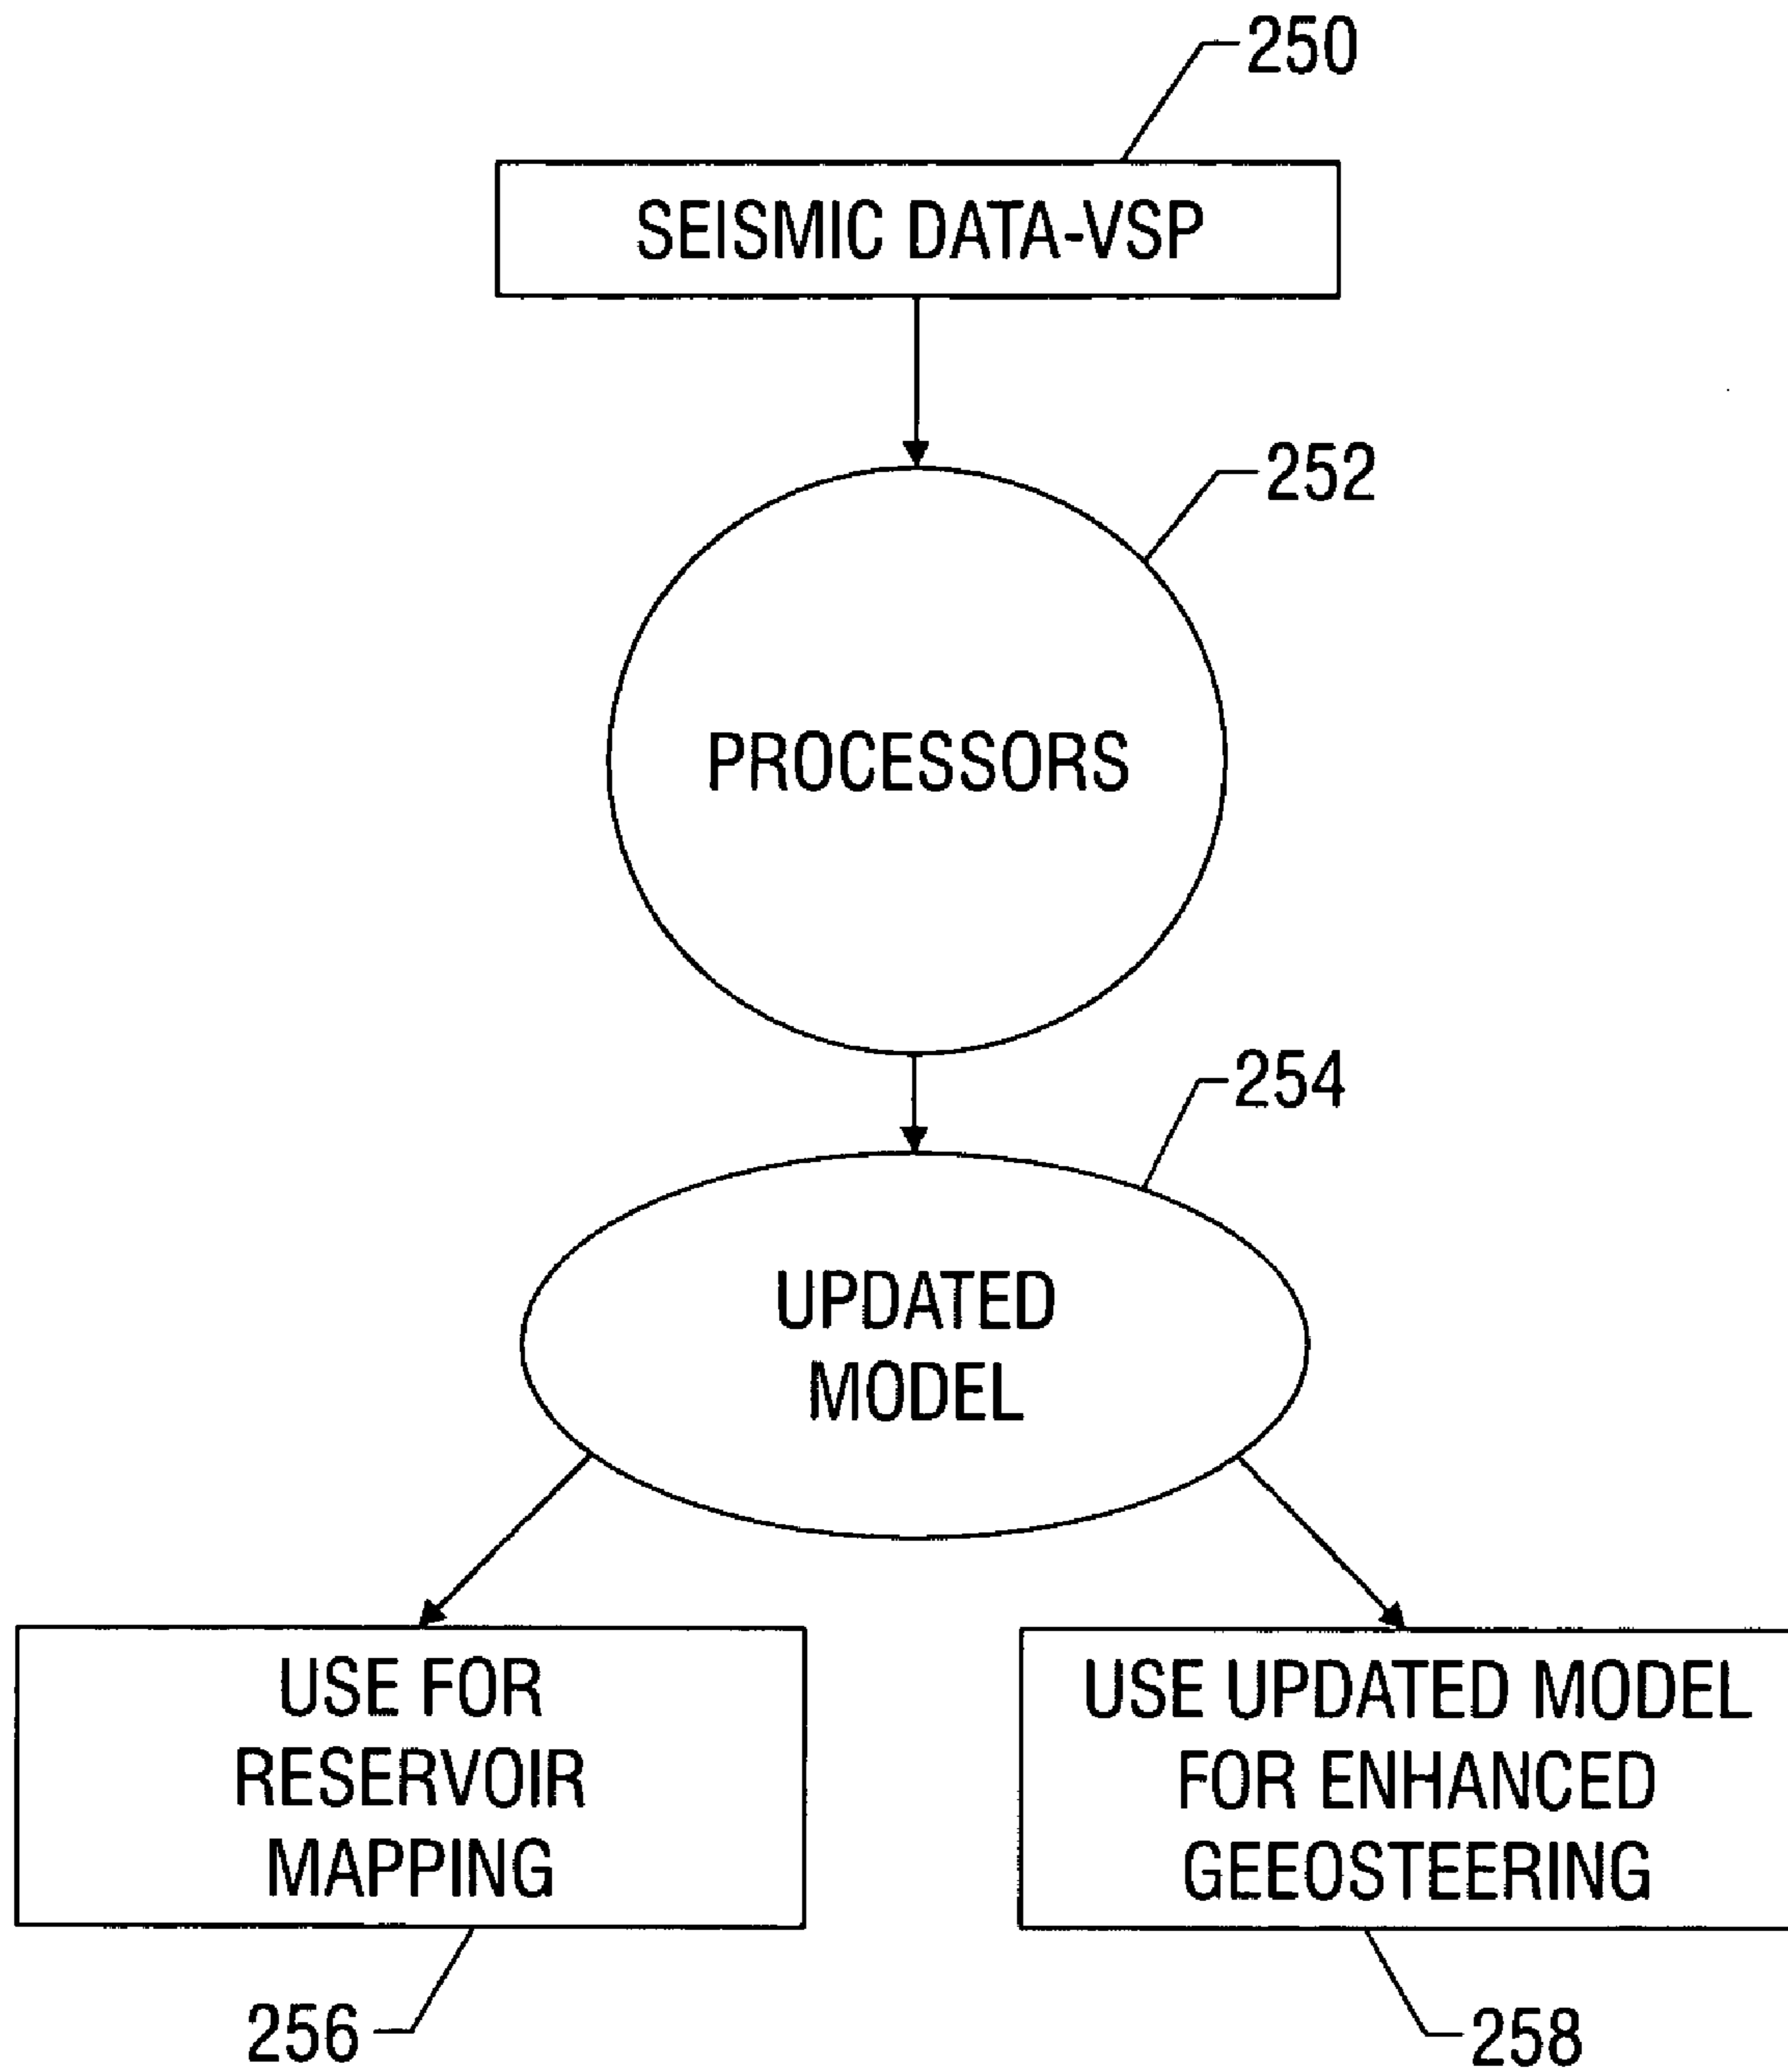 250
SEISMIC DATA-VSP
252
PROCESSORS
254
UPDATED
MODEL
USE FOR
RESERVOIR
MAPPING
256
USE UPDATED MODEL
FOR ENHANCED
GEEOSTEERING
258